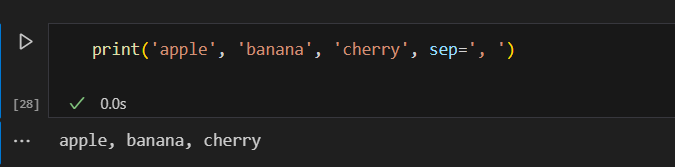 print('apple', 'banana', 'cherry', sep=', ')
[28]
0.0s
apple, banana, cherry